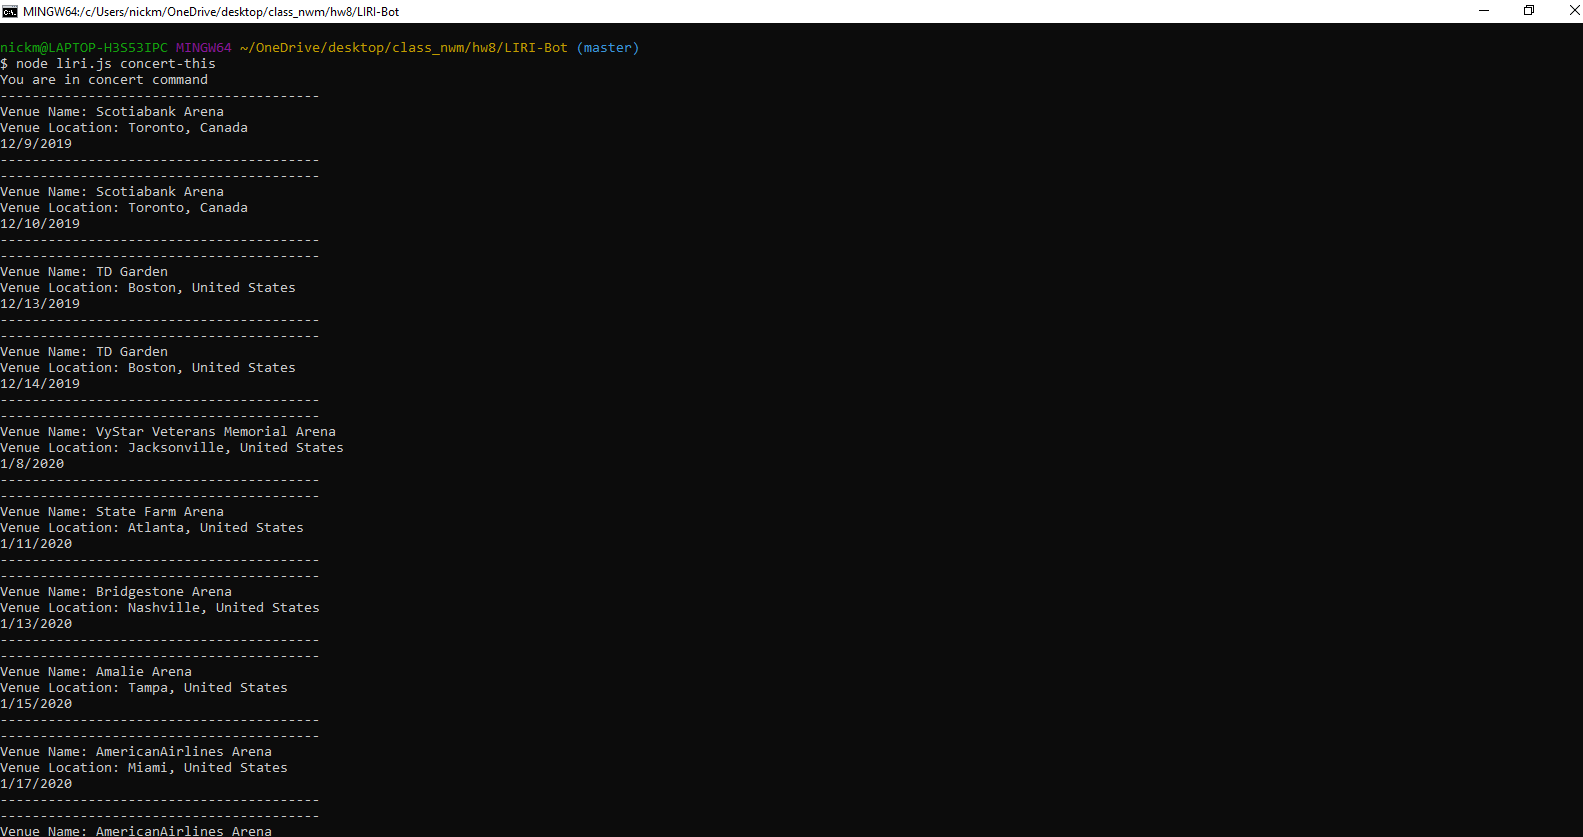 MINGW64:/c/Users/nickm/OneDrive/desktop/class_nwm/hw8/LIRI-Bot
nickm@LAPTOP-H3S53IPC MINGW64 ~/OneDrive/desktop/class_nwm/hw8/LIRI-Bot (master)
$ node liri.js concert-this
You are in concert command
----------------------------------------
Venue Name: Scotiabank Arena
Venue Location: Toronto, Canada
12/9/2019
----------------------------------------
----------------------------------------
Venue Name: Scotiabank Arena
Venue Location: Toronto, Canada
12/10/2019
----------------------------------------
----------------------------------------
Venue Name: TD Garden
Venue Location: Boston, United States
12/13/2019
----------------------------------------
----------------------------------------
Venue Name: TD Garden
Venue Location: Boston, United States
12/14/2019
----------------------------------------
----------------------------------------
Venue Name: VyStar Veterans Memorial Arena
Venue Location: Jacksonville, United States
1/8/2020
----------------------------------------
----------------------------------------
Venue Name: State Farm Arena
Venue Location: Atlanta, United States
1/11/2020
----------------------------------------
----------------------------------------
Venue Name: Bridgestone Arena
Venue Location: Nashville, United States
1/13/2020
----------------------------------------
----------------------------------------
Venue Name: Amalie Arena
Venue Location: Tampa, United States
1/15/2020
----------------------------------------
----------------------------------------
Venue Name: AmericanAirlines Arena
Venue Location: Miami, United States
1/17/2020
----------------------------------------
----------------------------------------
Venue Name: AmericanAirlines Arena